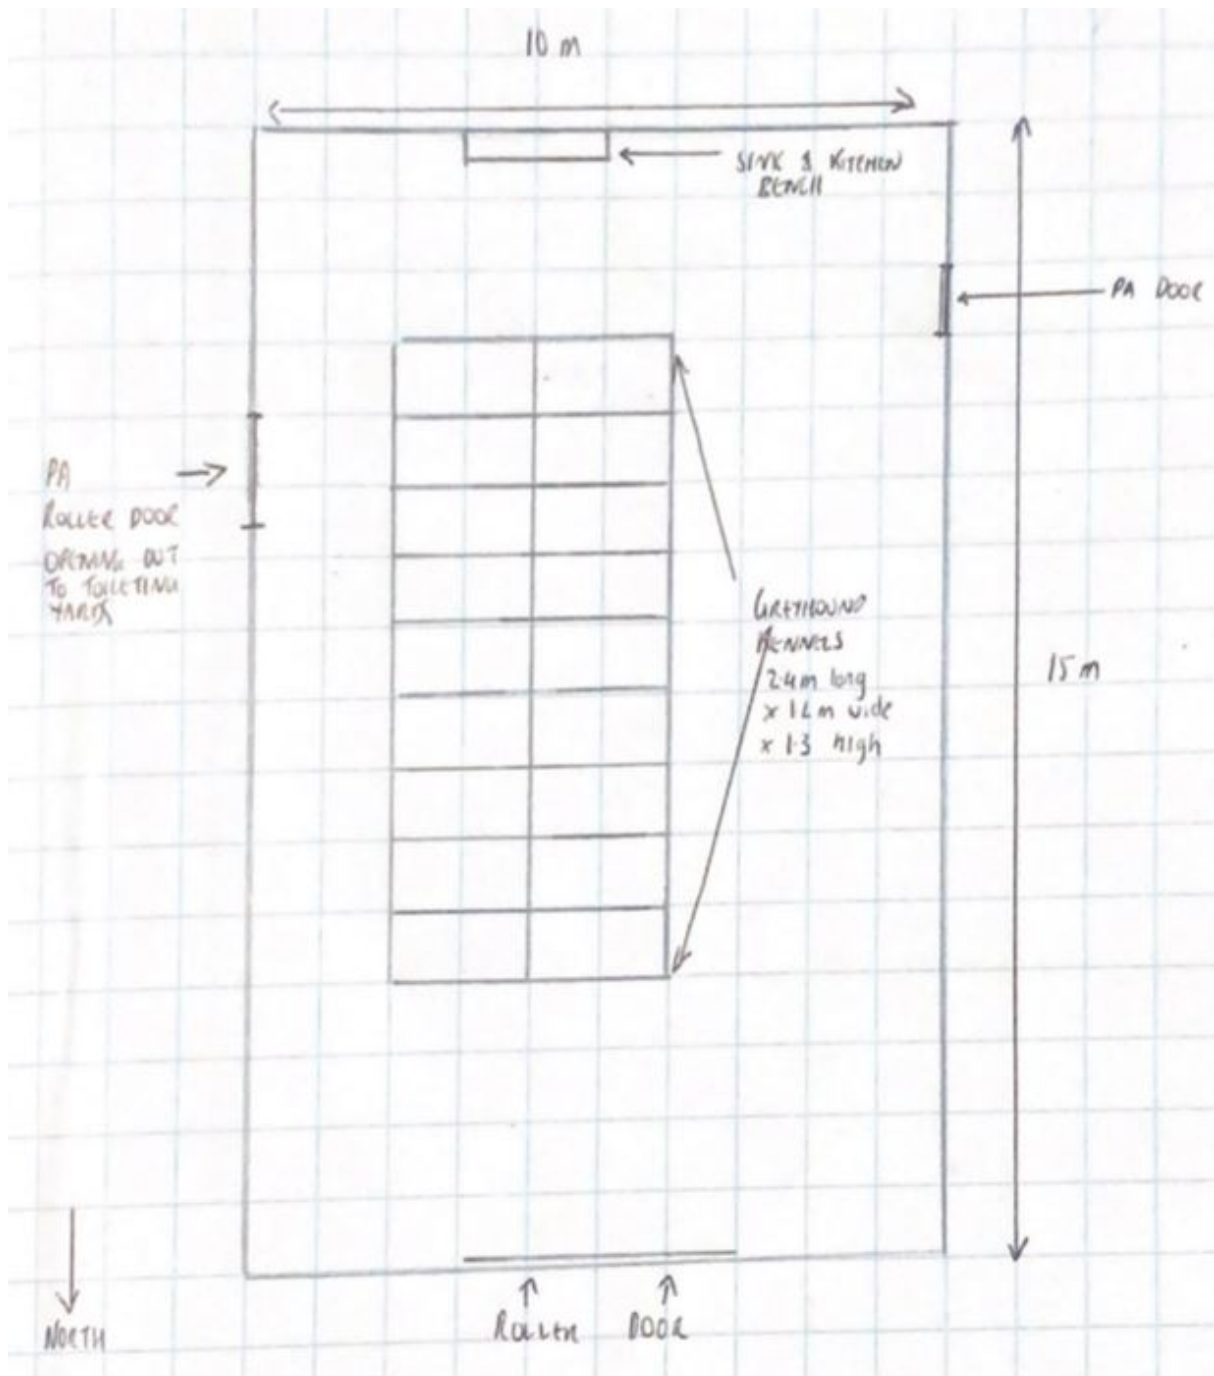 10 m
SINK & KITCHEN
BENCH
PA DOOR
PA
ROLLER DOOR
OPENING OUT
TO TOILETING
YARDS
GREYHOUND
KENNELS
2.4m long
x 1.2m wide
x 1.3 high
15 m
NORTH
ROLLER DOOR